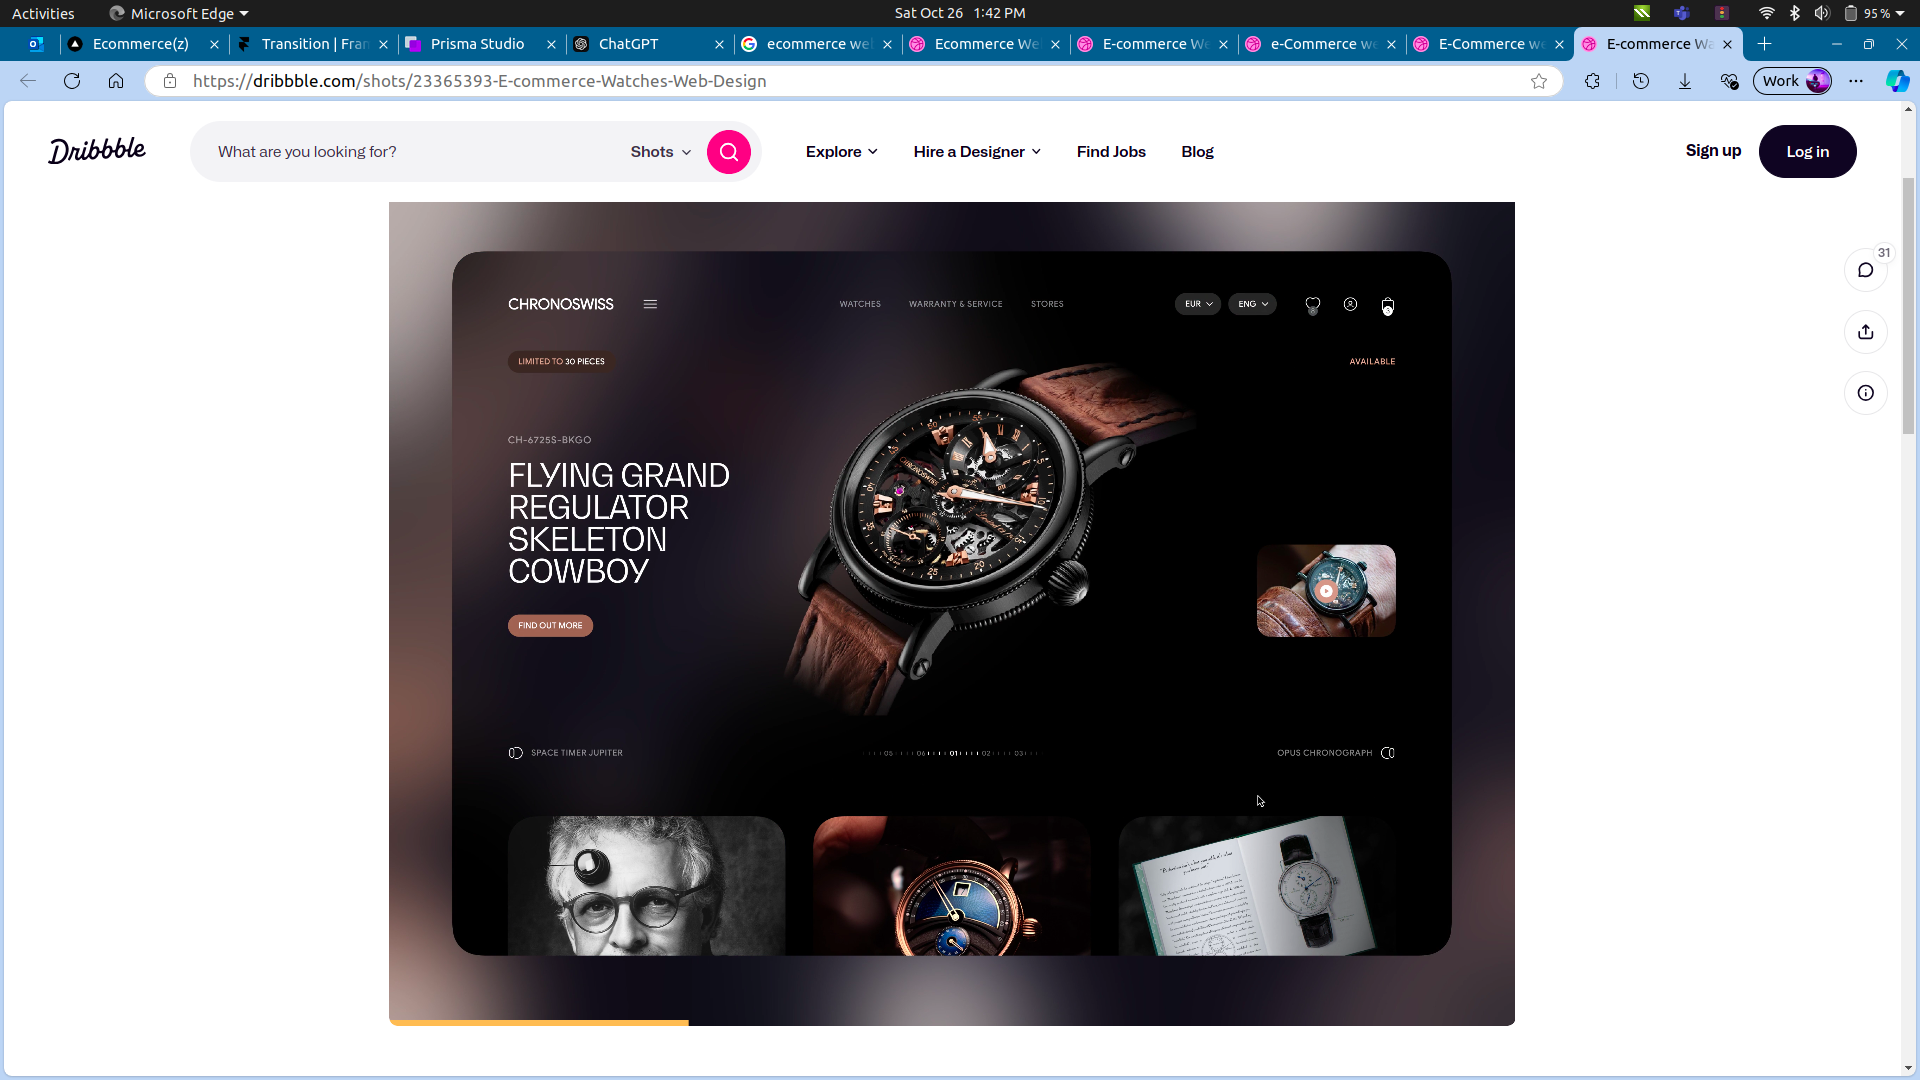 Activities
Microsoft Edge
Sat Oct 26 1:42 PM
95 %
Ecommerce(z)
Transition | Fran
Prisma Studio
ChatGPT
ecommerce web
Ecommerce We
E-commerce We
e-Commerce we
E-Commerce we
E-commerce Wa
https://dribbble.com/shots/23365393-E-commerce-Watches-Web-Design
Work
Dribbble
What are you looking for?
Shots
Explore
Hire a Designer
Find Jobs
Blog
Sign up
Log in
31
CHRONOSWISS
WATCHES
WARRANTY & SERVICE
STORES
EUR
ENG
LIMITED TO 30 PIECES
AVAILABLE
CH-6725S-BKGO
FLYING GRAND
REGULATOR
SKELETON
COWBOY
FIND OUT MORE
SPACE TIMER JUPITER
05 06 01 02 03
OPUS CHRONOGRAPH